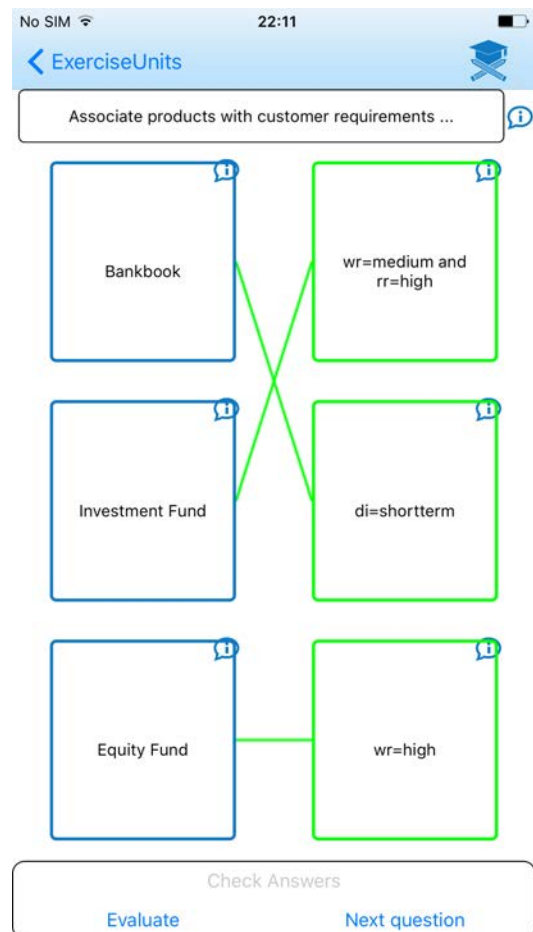 No SIM 22:11
ExerciseUnits
Associate products with customer requirements ...
Bankbook
wr=medium and
rr=high
Investment Fund
di=shortterm
Equity Fund
wr=high
Check Answers
Evaluate Next question